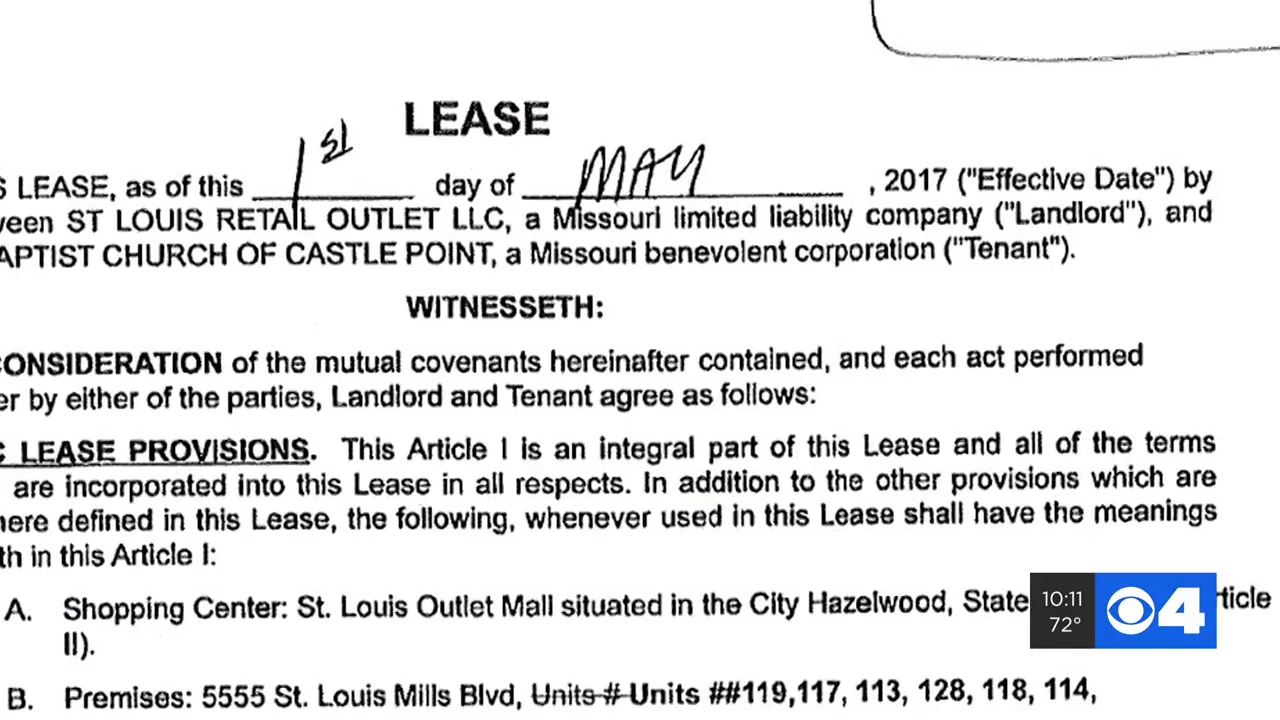 LEASE
S LEASE, as of this 1st day of MAY , 2017 ("Effective Date") by
ween ST LOUIS RETAIL OUTLET LLC, a Missouri limited liability company ("Landlord"), and
APTIST CHURCH OF CASTLE POINT, a Missouri benevolent corporation ("Tenant").
WITNESSETH:
CONSIDERATION of the mutual covenants hereinafter contained, and each act performed
er by either of the parties, Landlord and Tenant agree as follows:
C LEASE PROVISIONS. This Article I is an integral part of this Lease and all of the terms
are incorporated into this Lease in all respects. In addition to the other provisions which are
here defined in this Lease, the following, whenever used in this Lease shall have the meanings
th in this Article I:
A. Shopping Center: St. Louis Outlet Mall situated in the City Hazelwood, State rticle
II).
10:11
72°
4
B. Premises: 5555 St. Louis Mills Blvd, Units # Units ##119,117, 113, 128, 118, 114,